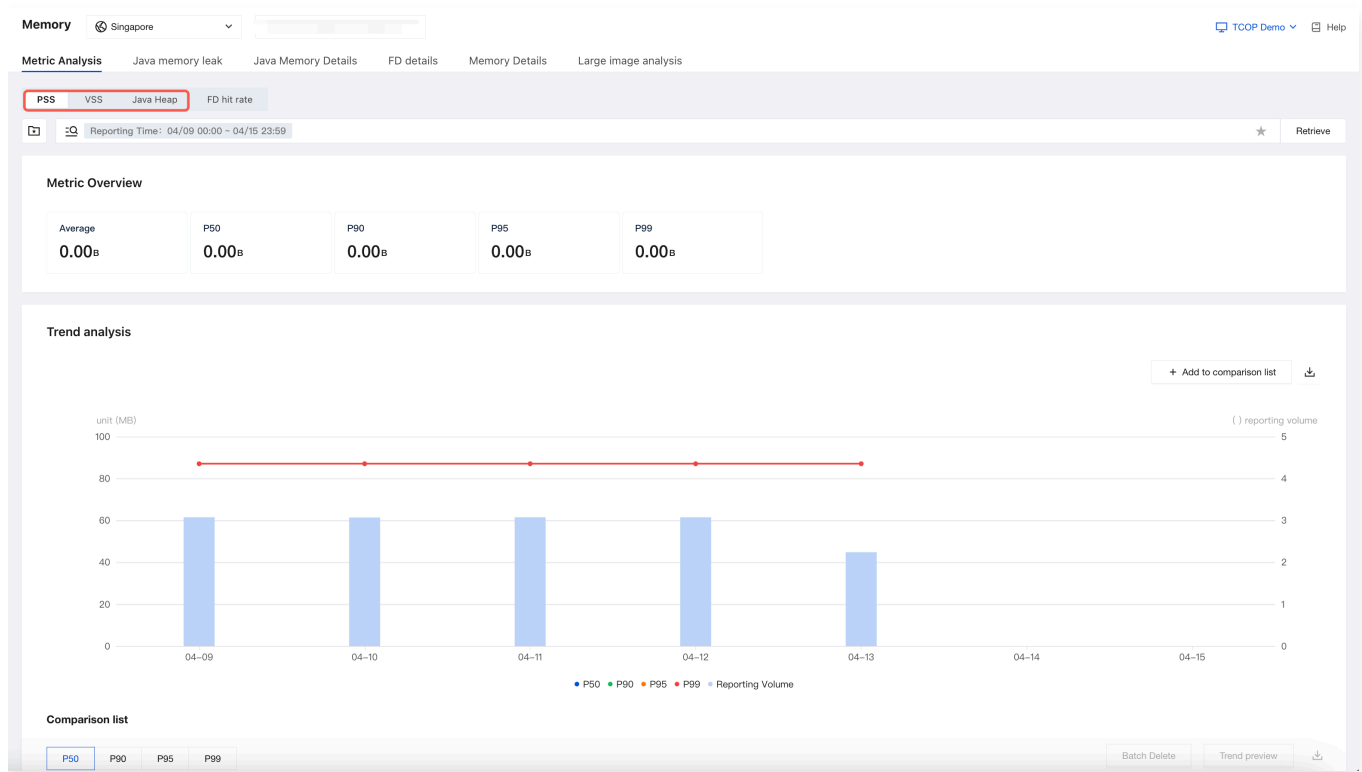 Memory Singapore TCOP Demo Help
Metric Analysis Java memory leak Java Memory Details FD details Memory Details Large image analysis
PSS VSS Java Heap FD hit rate
Reporting Time: 04/09 00:00 ~ 04/15 23:59 Retrieve
Metric Overview
Average P50 P90 P95 P99
0.00B 0.00B 0.00B 0.00B 0.00B
Trend analysis
+ Add to comparison list
unit (MB) ( ) reporting volume
100 5
80 4
60 3
40 2
20 1
0 0
04-09 04-10 04-11 04-12 04-13 04-14 04-15
P50 P90 P95 P99 Reporting Volume
Comparison list
P50 P90 P95 P99 Batch Delete Trend preview